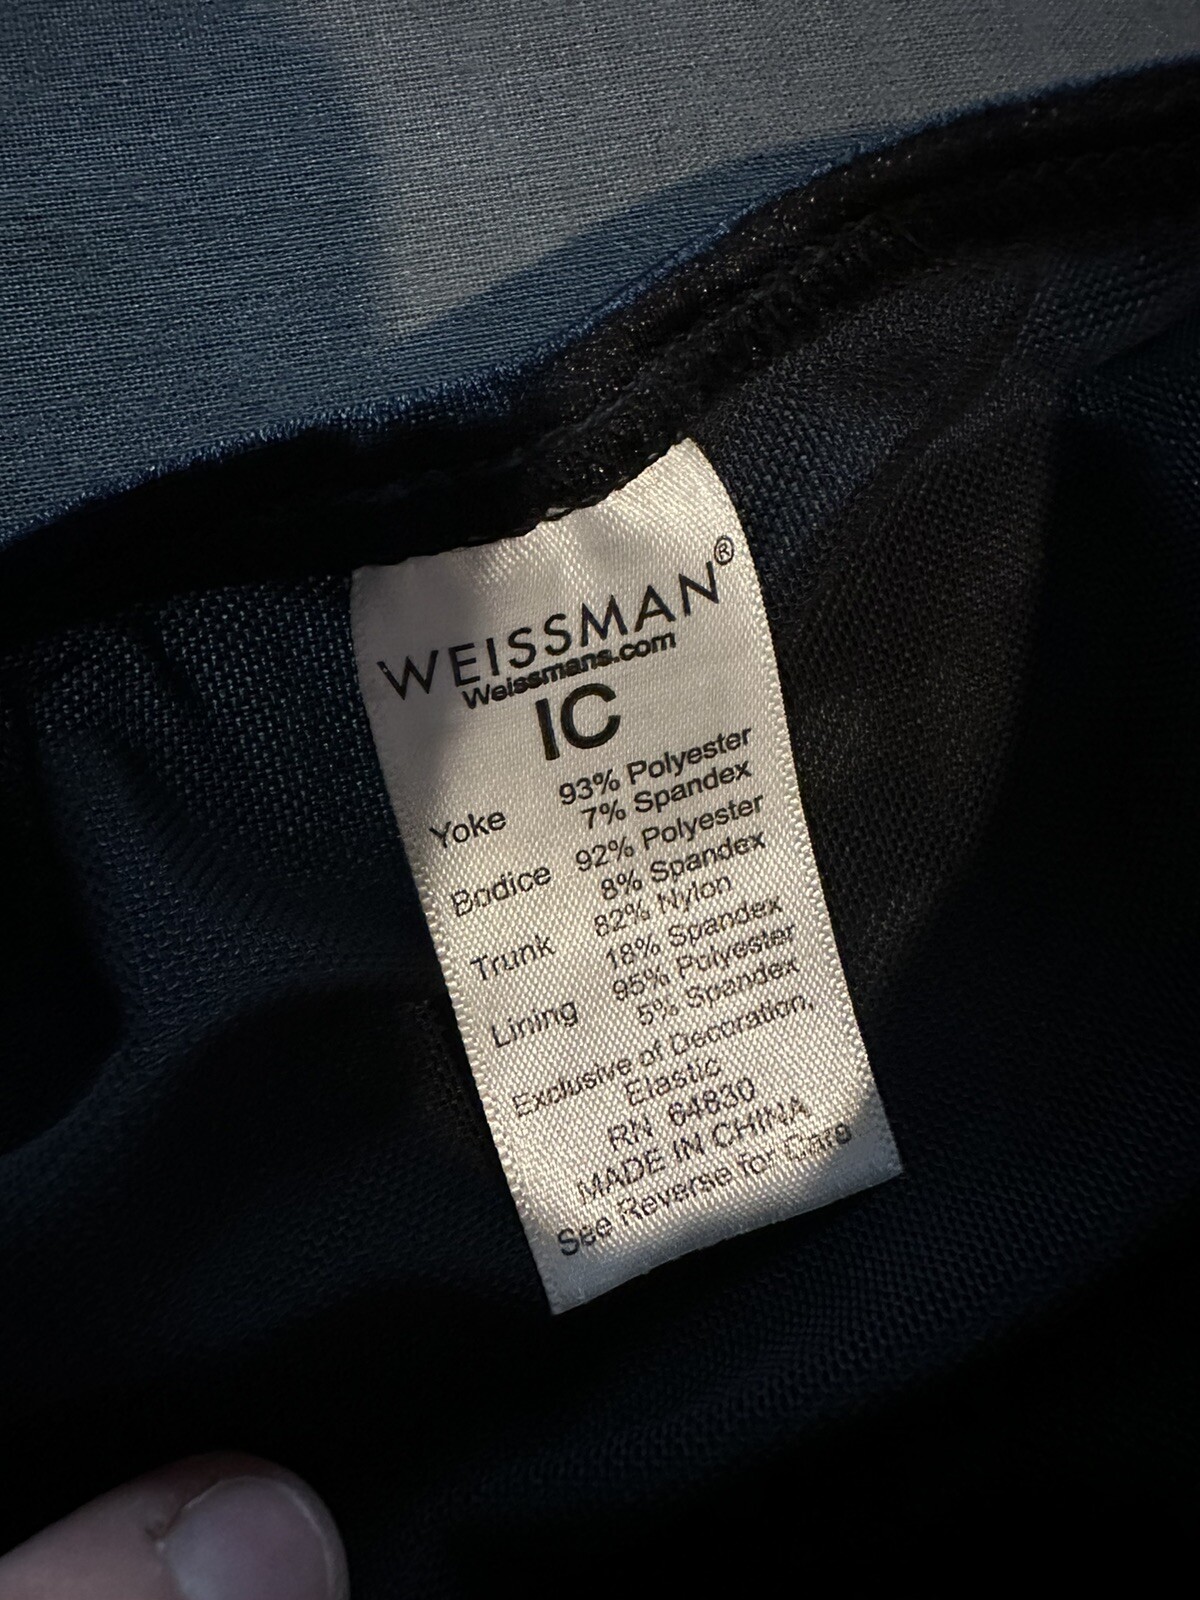 WEISSMAN®
Weissmans.com
IC
Yoke 93% Polyester
7% Spandex
Bodice 92% Polyester
8% Spandex
Trunk 82% Nylon
18% Spandex
Lining 95% Polyester
5% Spandex
Exclusive of Decoration,
Elastic
RN 64830
MADE IN CHINA
See Reverse for Care